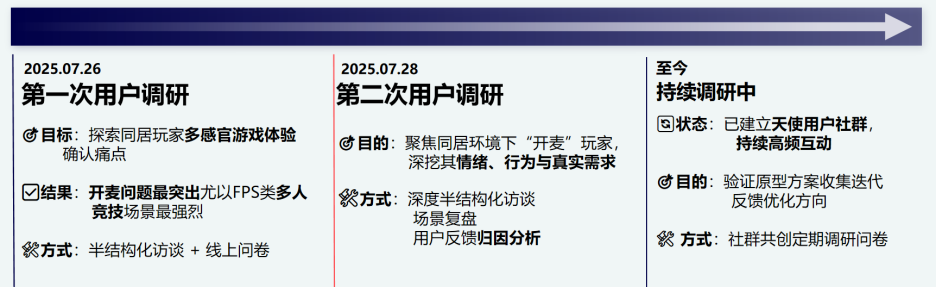 2025.07.26
第一次用户调研
目标：探索同居玩家多感官游戏体验
确认痛点
结果：开麦问题最突出尤以FPS类多人
竞技场景最强烈
方式：半结构化访谈 + 线上问卷
2025.07.28
第二次用户调研
目的：聚焦同居环境下“开麦”玩家，
深挖其情绪、行为与真实需求
方式：深度半结构化访谈
场景复盘
用户反馈归因分析
至今
持续调研中
状态：已建立天使用户社群，
持续高频互动
目的：验证原型方案收集迭代
反馈优化方向
方式：社群共创定期调研问卷